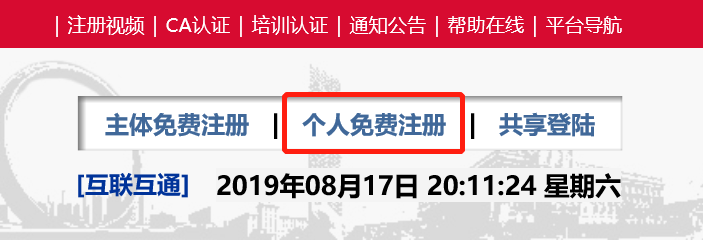 | 注册视频 | CA认证 | 培训认证 | 通知公告 | 帮助在线 | 平台导航
主体免费注册 | 个人免费注册 | 共享登陆
[互联互通] 2019年08月17日 20:11:24 星期六